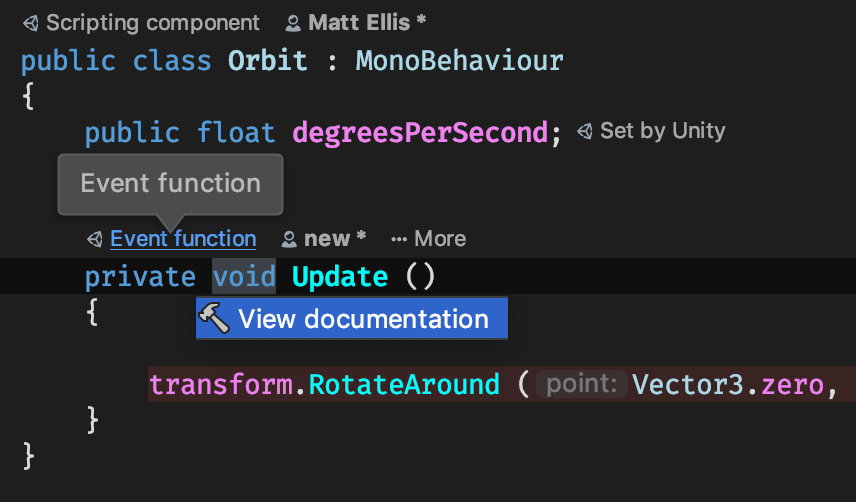 Scripting component Matt Ellis *
public class Orbit : MonoBehaviour
{
public float degreesPerSecond; Set by Unity
Event function
Event function new * ··· More
private void Update ()
{
View documentation
transform.RotateAround ( point: Vector3.zero,
}
}